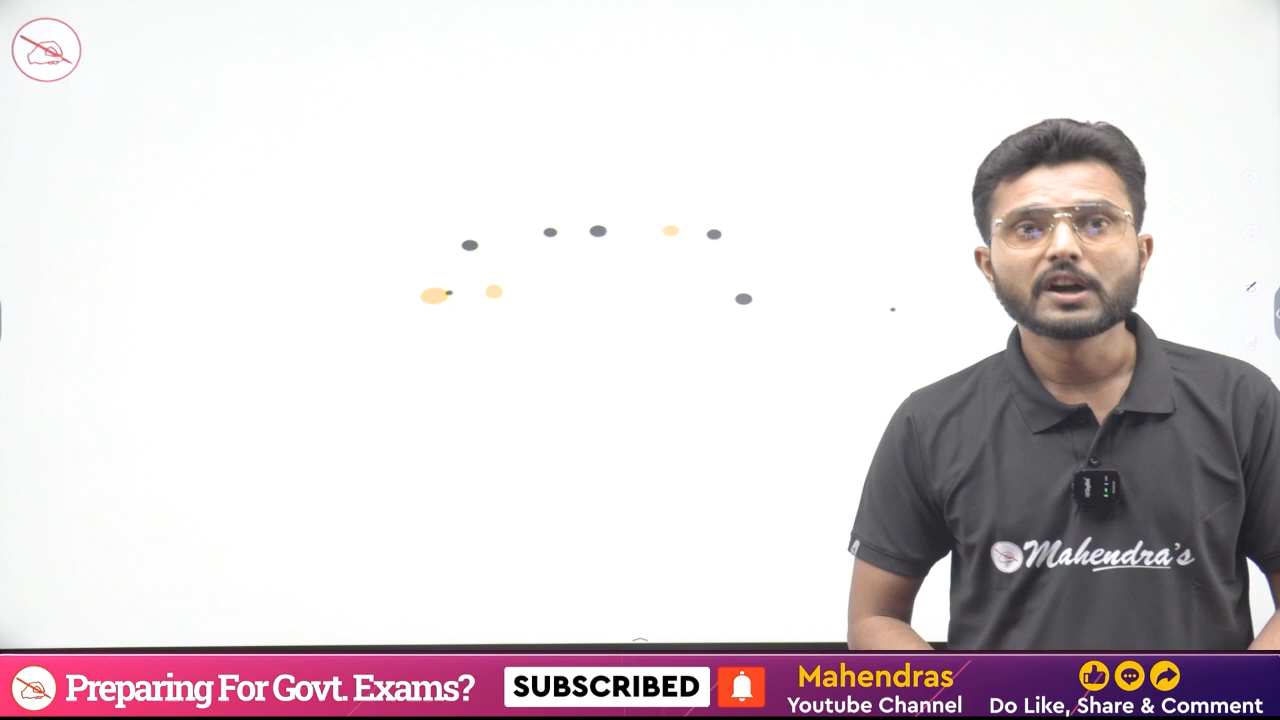 Mahendra's
Preparing For Govt. Exams?
SUBSCRIBED
Mahendras
Youtube Channel
Do Like, Share & Comment